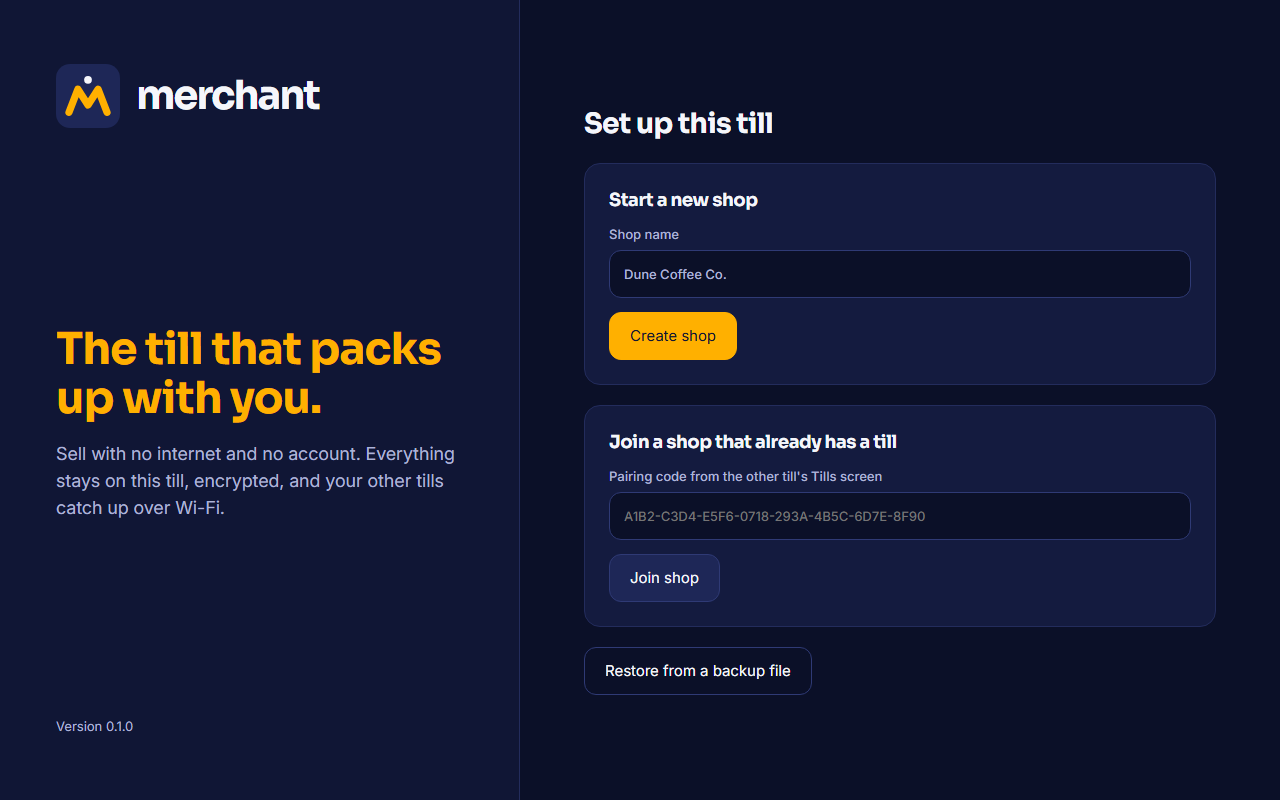 merchant
The till that packs
up with you.
Sell with no internet and no account. Everything
stays on this till, encrypted, and your other tills
catch up over Wi-Fi.
Version 0.1.0
Set up this till
Start a new shop
Shop name
Dune Coffee Co.
Create shop
Join a shop that already has a till
Pairing code from the other till's Tills screen
A1B2-C3D4-E5F6-0718-293A-4B5C-6D7E-8F90
Join shop
Restore from a backup file